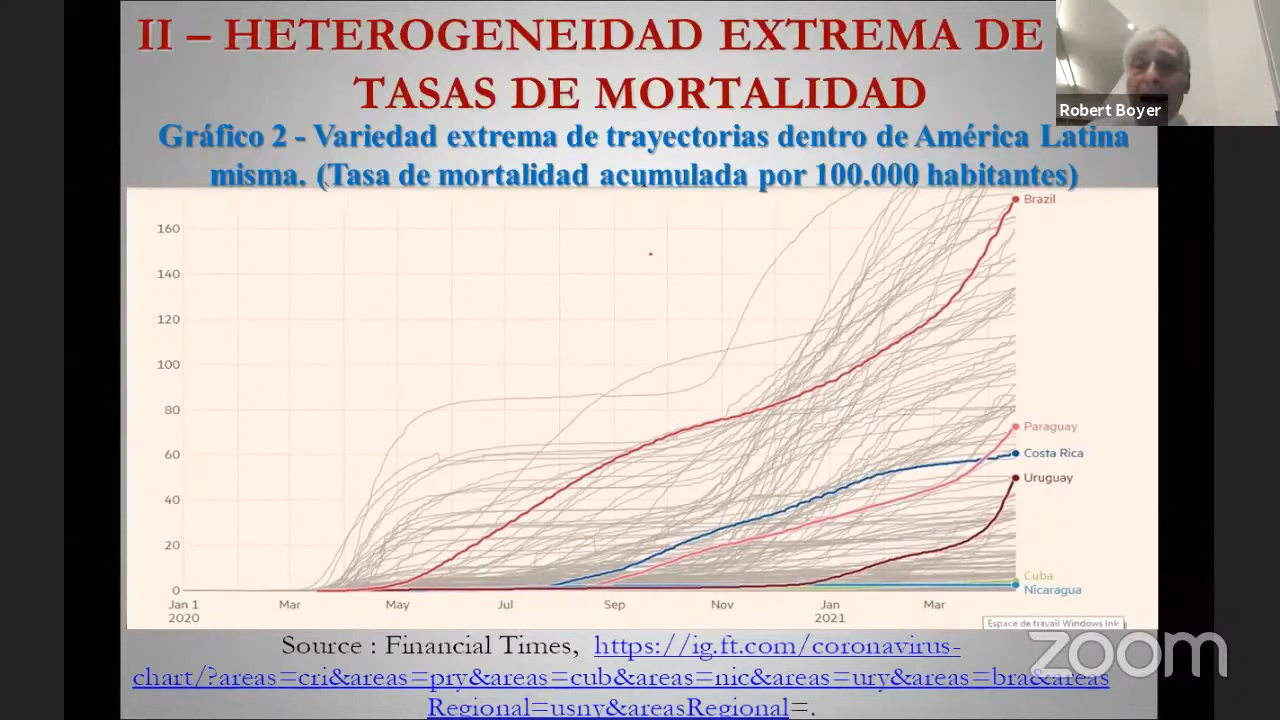 II – HETEROGENEIDAD EXTREMA DE
TASAS DE MORTALIDAD
Robert Boyer
Gráfico 2 - Variedad extrema de trayectorias dentro de América Latina
misma. (Tasa de mortalidad acumulada por 100.000 habitantes)
160
140
120
100
80
60
40
20
0
Brazil
Paraguay
Costa Rica
Uruguay
Cuba
Nicaragua
Jan 1 Mar May Jul Sep Nov Jan Mar
2020 2021
Espace de travail Windows Ink
Source : Financial Times, https://ig.ft.com/coronavirus-
chart/?areas=cri&areas=pry&areas=cub&areas=nic&areas=ury&areas=bra&areas
Regional=usny&areasRegional=.
zoom